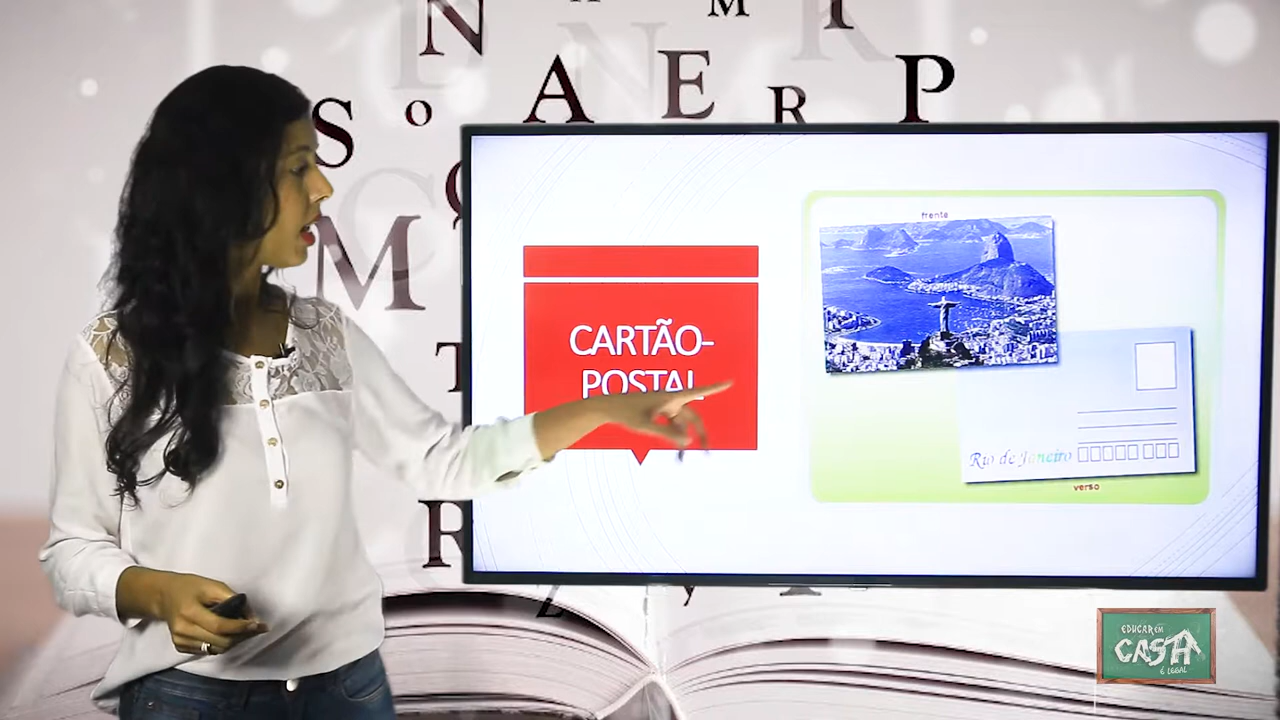 N
M
A E R P
S O
M
T
R
Z
frente
CARTÃO-
POSTAL
Rio de Janeiro
verso
EDUCAR EM
CASA
É LEGAL